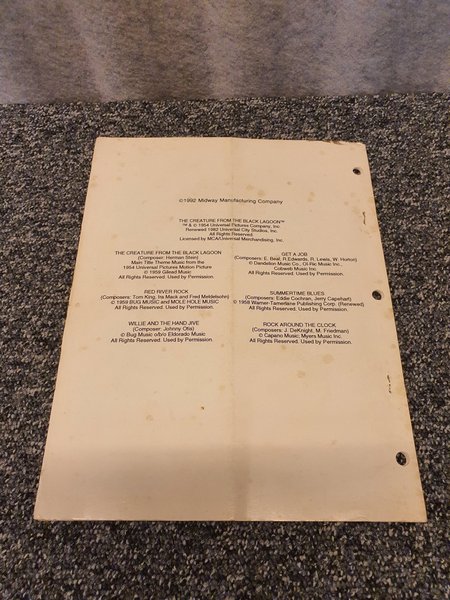 ©1992 Midway Manufacturing Company
THE CREATURE FROM THE BLACK LAGOON™
™ & © 1954 Universal Pictures Company, Inc.
Renewed 1982 Universal City Studios, Inc.
All Rights Reserved.
Licensed by MCA/Universal Merchandising, Inc.
THE CREATURE FROM THE BLACK LAGOON
(Composer: Herman Stein)
Main Title Theme Music from the
1954 Universal Pictures Motion Picture
© 1959 Gilead Music
All Rights Reserved. Used by Permission.
RED RIVER ROCK
(Composers: Tom King, Ira Mack and Fred Mendelsohn)
© 1959 BUG MUSIC and MOLE HOLE MUSIC
All Rights Reserved. Used by Permission.
WILLIE AND THE HAND JIVE
(Composer: Johnny Otis)
© Bug Music o/b/o Eldorado Music
All Rights Reserved. Used by Permission.
GET A JOB
(Composers: E. Beal, R.Edwards, R. Lewis, W. Horton)
© Dandelion Music Co., Ol Ric Music Inc.
Cobweb Music Inc.
All Rights Reserved. Used by Permission.
SUMMERTIME BLUES
(Composers: Eddie Cochran, Jerry Capehart)
© 1958 Warner-Tamerlane Publishing Corp. (Renewed)
All Rights Reserved. Used by Permission.
ROCK AROUND THE CLOCK
(Composers: J. DeKnight, M. Friedman)
© Capano Music; Myers Music Inc.
All Rights Reserved. Used by Permission.